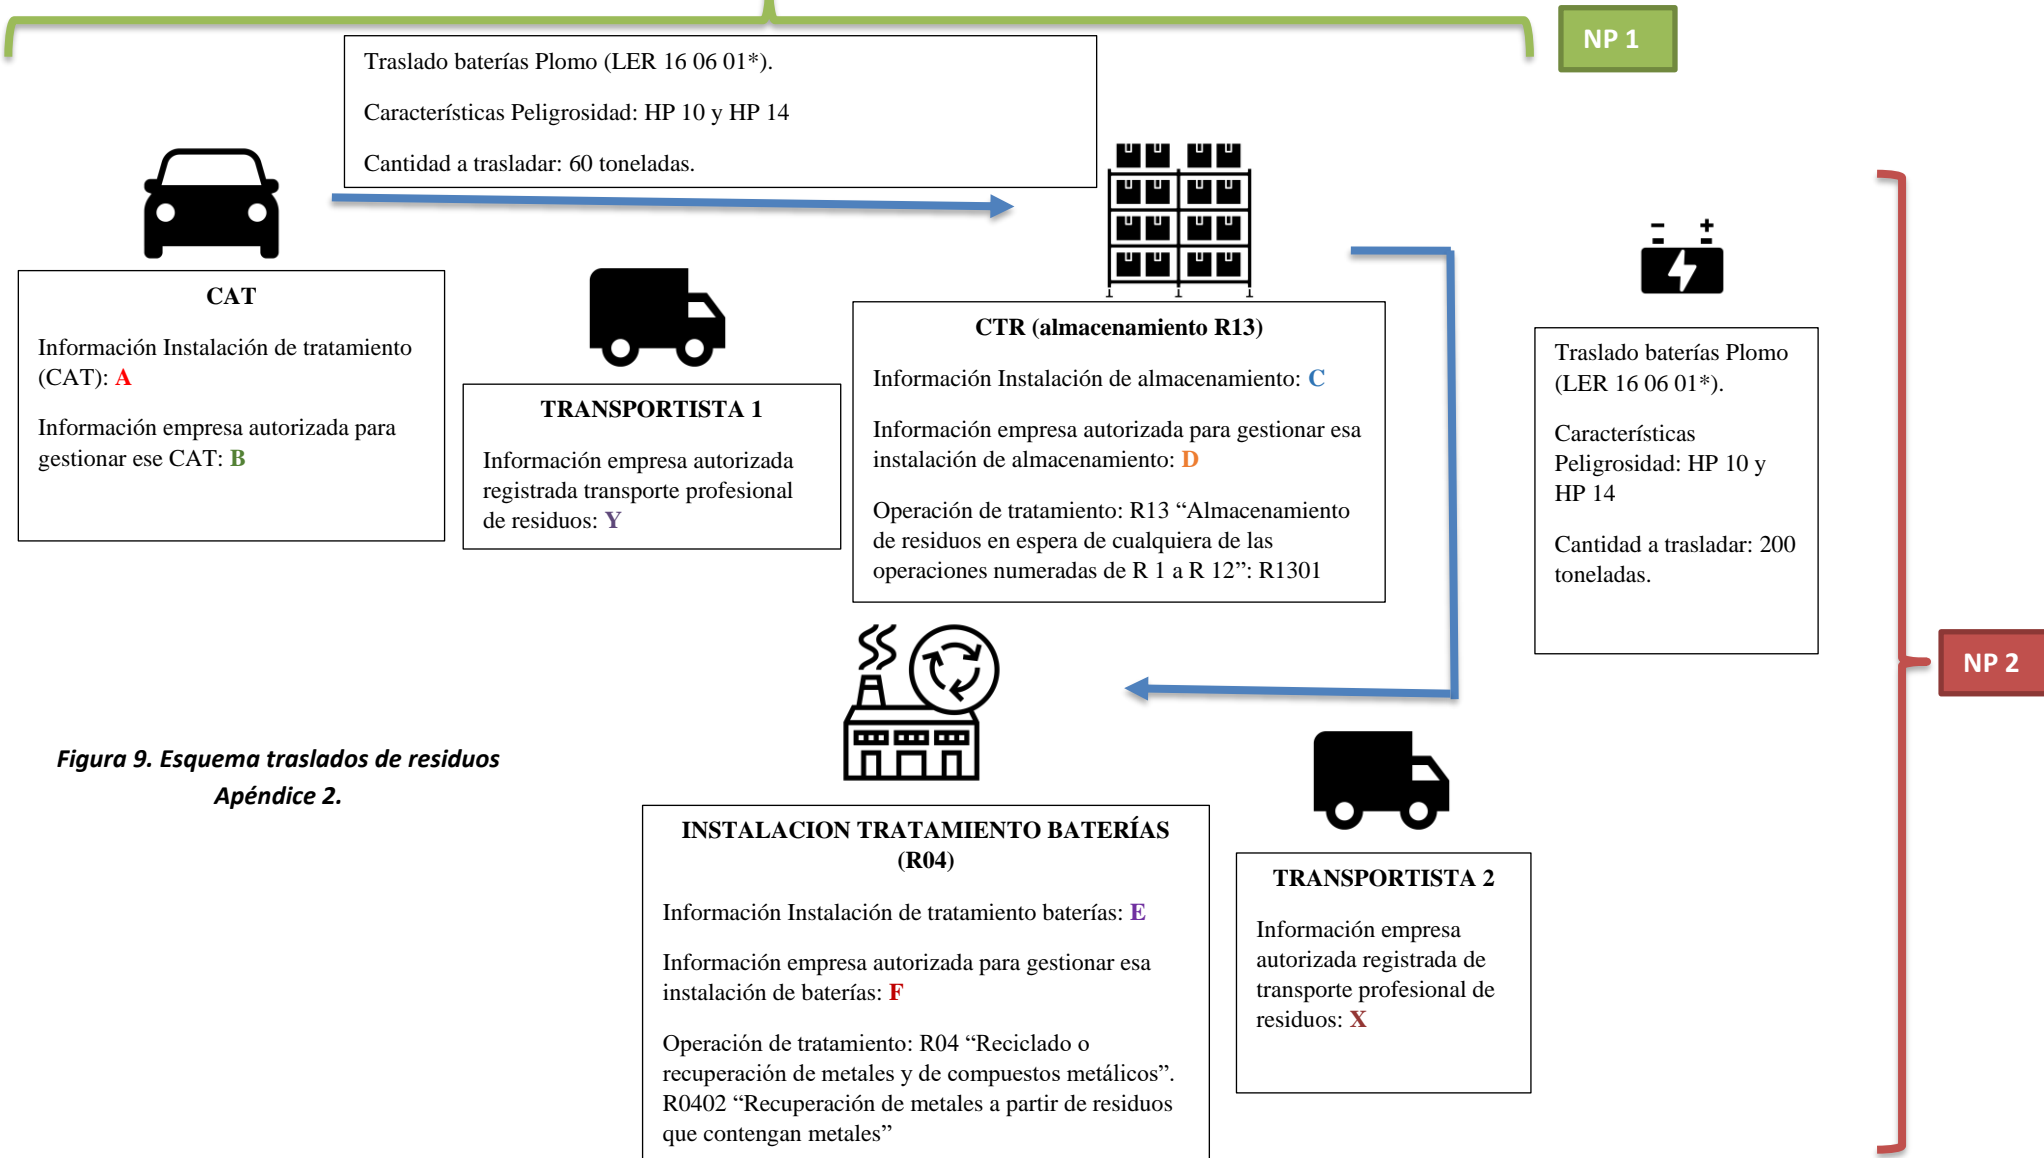 NP 1
Traslado baterías Plomo (LER 16 06 01*).
Características Peligrosidad: HP 10 y HP 14
Cantidad a trasladar: 60 toneladas.
CAT
Información Instalación de tratamiento
(CAT): A
Información empresa autorizada para
gestionar ese CAT: B
TRANSPORTISTA 1
Información empresa autorizada
registrada transporte profesional
de residuos: Y
CTR (almacenamiento R13)
Información Instalación de almacenamiento: C
Información empresa autorizada para gestionar esa
instalación de almacenamiento: D
Operación de tratamiento: R13 “Almacenamiento
de residuos en espera de cualquiera de las
operaciones numeradas de R 1 a R 12”: R1301
- +
Traslado baterías Plomo
(LER 16 06 01*).
Características
Peligrosidad: HP 10 y
HP 14
Cantidad a trasladar: 200
toneladas.
NP 2
Figura 9. Esquema traslados de residuos
Apéndice 2.
INSTALACION TRATAMIENTO BATERÍAS
(R04)
Información Instalación de tratamiento baterías: E
Información empresa autorizada para gestionar esa
instalación de baterías: F
Operación de tratamiento: R04 “Reciclado o
recuperación de metales y de compuestos metálicos”.
R0402 “Recuperación de metales a partir de residuos
que contengan metales”
TRANSPORTISTA 2
Información empresa
autorizada registrada de
transporte profesional de
residuos: X